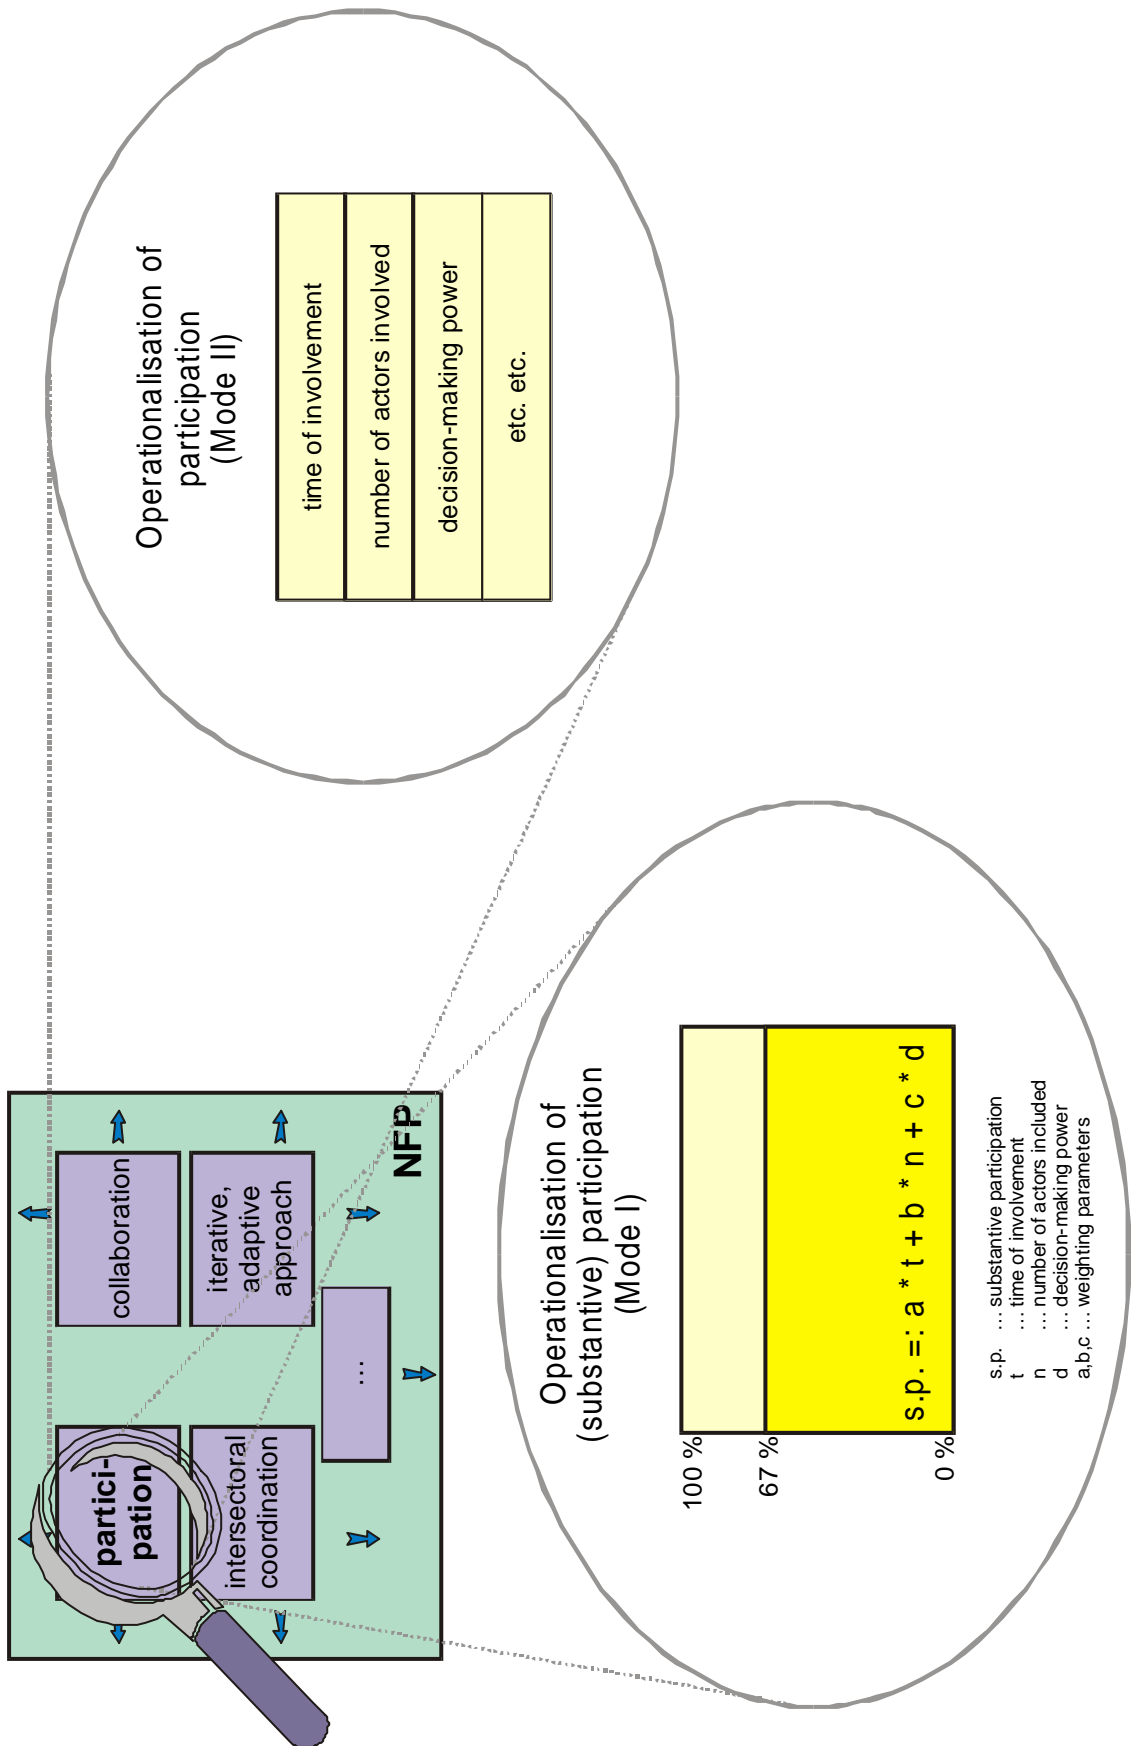 partici-
pation
collaboration
intersectoral
coordination
iterative,
adaptive
approach
...
NFP
Operationalisation of
(substantive) participation
(Mode I)
100 %
67 %
0 %
s.p. =: a * t + b * n + c * d
s.p. ... substantive participation
t ... time of involvement
n ... number of actors included
d ... decision-making power
a,b,c ... weighting parameters
Operationalisation of
participation
(Mode II)
time of involvement
number of actors involved
decision-making power
etc. etc.